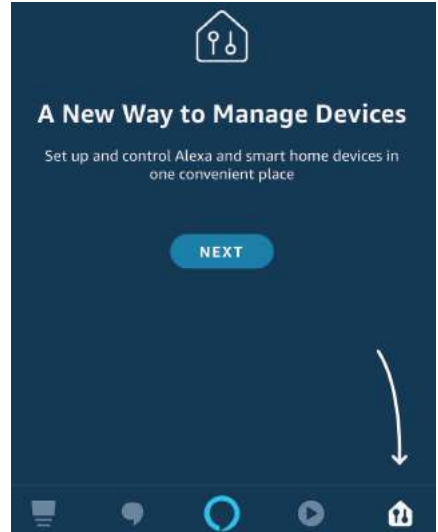 A New Way to Manage Devices
Set up and control Alexa and smart home devices in
one convenient place
NEXT